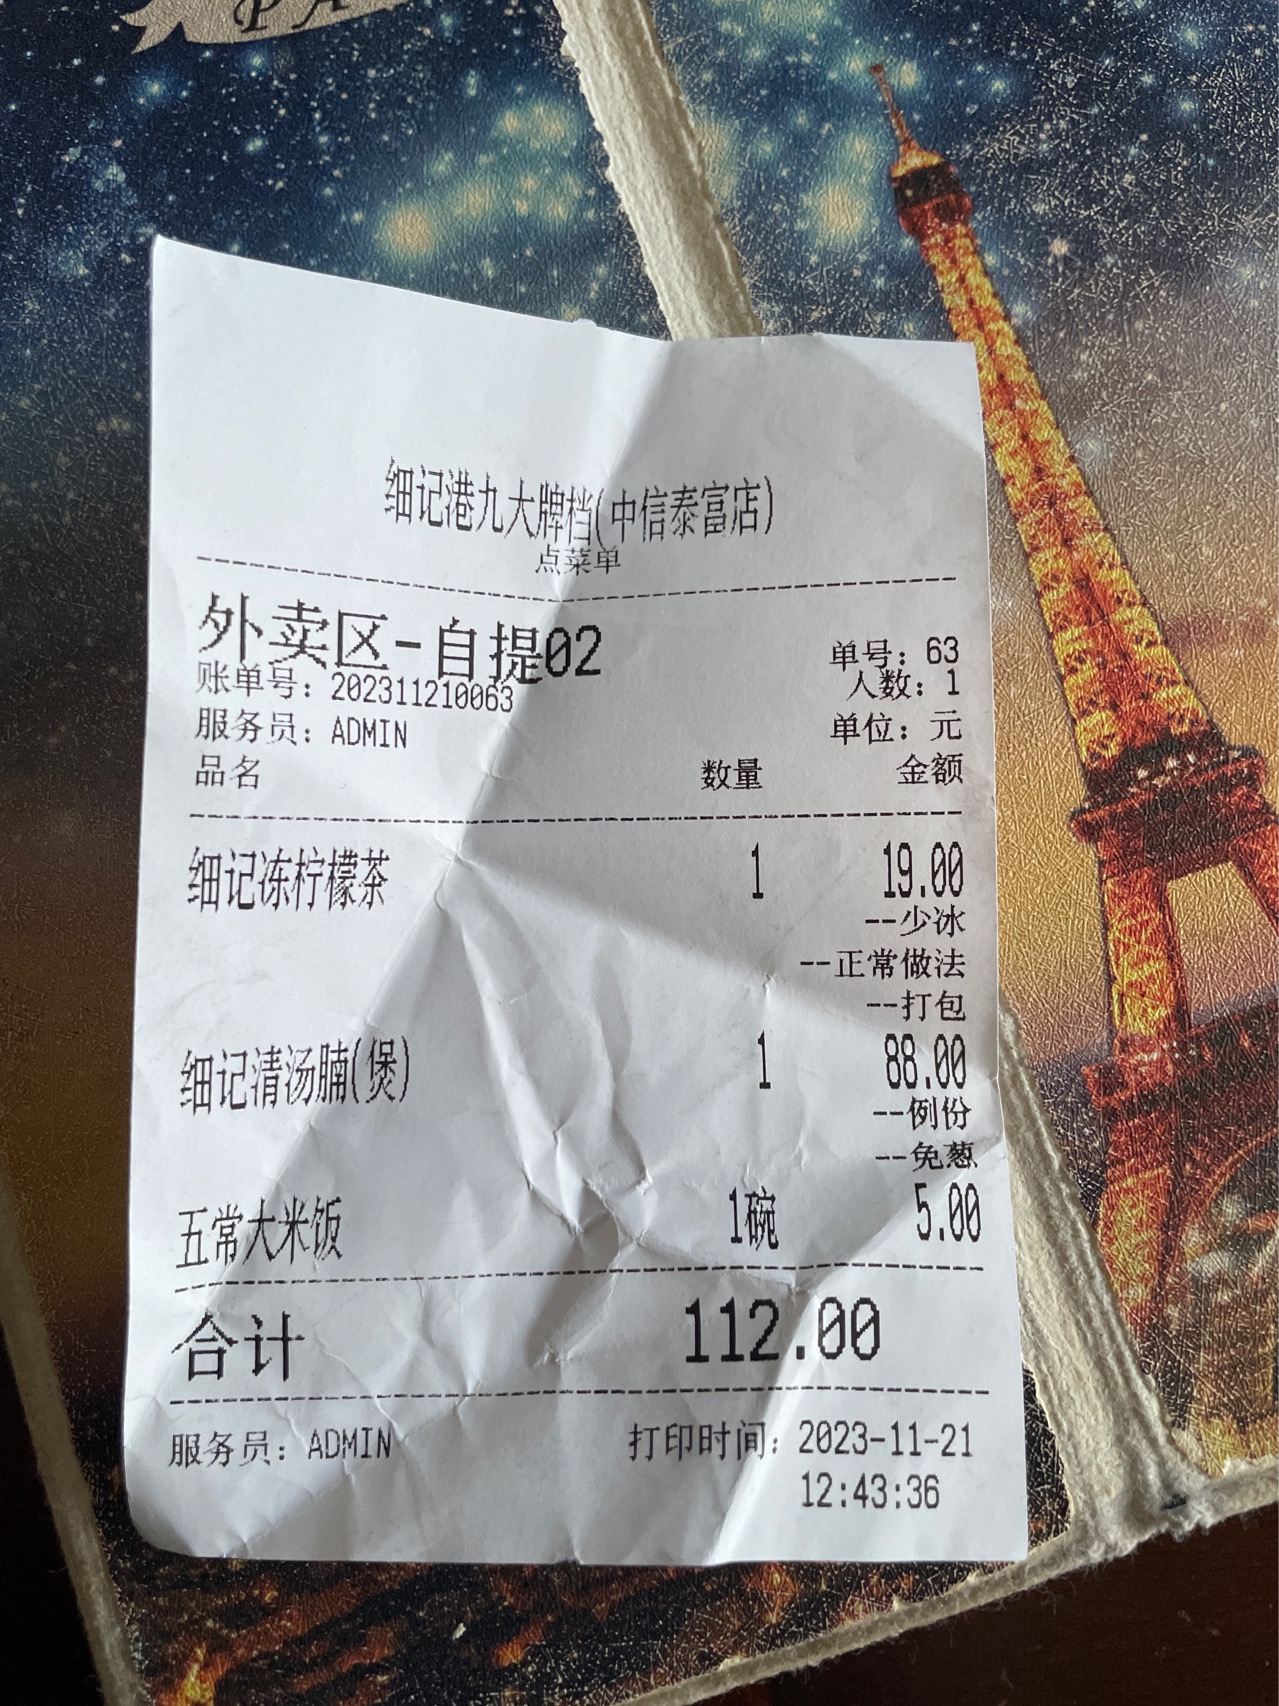 PA
细记港九大牌档(中信泰富店)
点菜单
外卖区-自提02
单号：63
账单号：202311210063
人数：1
服务员：ADMIN
单位：元
品名 数量 金额
细记冻柠檬茶 1 19.00
--少冰
--正常做法
--打包
细记清汤腩(煲) 1 88.00
--例份
--免葱
五常大米饭 1碗 5.00
合计 112.00
服务员：ADMIN 打印时间：2023-11-21
12:43:36